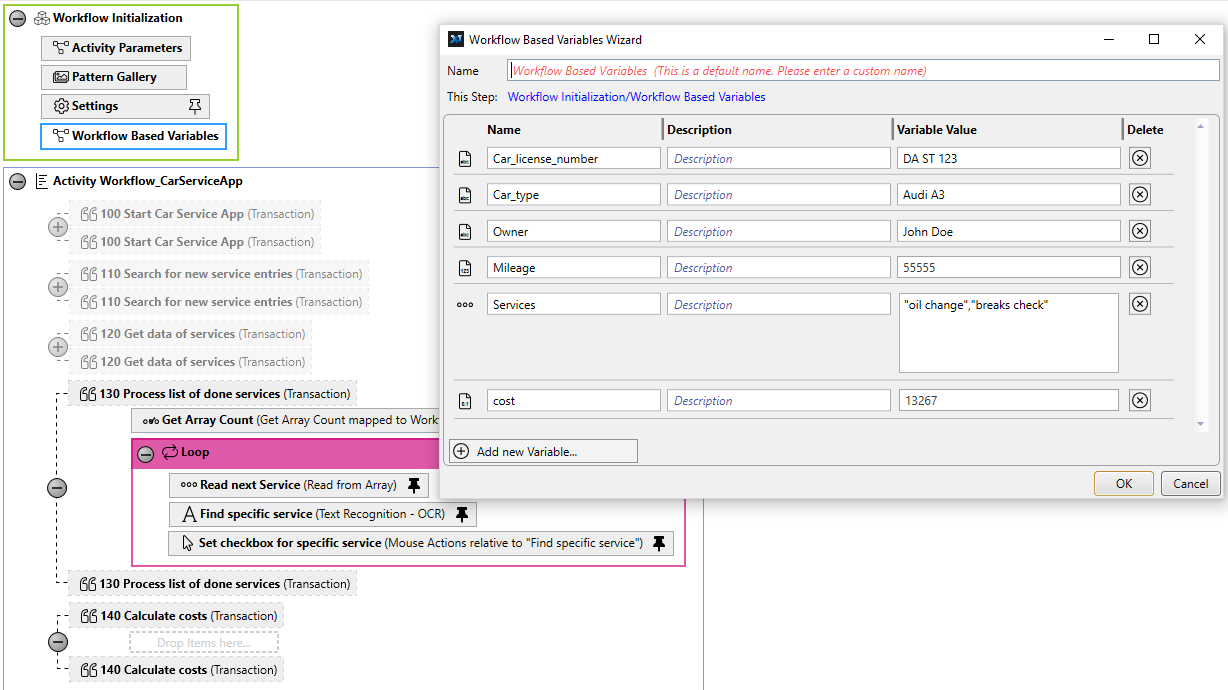 Workflow Initialization
Activity Parameters
Pattern Gallery
Settings
Workflow Based Variables
Activity Workflow_CarServiceApp
100 Start Car Service App (Transaction)
100 Start Car Service App (Transaction)
110 Search for new service entries (Transaction)
110 Search for new service entries (Transaction)
120 Get data of services (Transaction)
120 Get data of services (Transaction)
130 Process list of done services (Transaction)
Get Array Count (Get Array Count mapped to Work
Loop
Read next Service (Read from Array)
Find specific service (Text Recognition - OCR)
Set checkbox for specific service (Mouse Actions relative to "Find specific service")
130 Process list of done services (Transaction)
140 Calculate costs (Transaction)
Drop Items here...
140 Calculate costs (Transaction)
Workflow Based Variables Wizard
Name Workflow Based Variables (This is a default name. Please enter a custom name)
This Step: Workflow Initialization/Workflow Based Variables
Name Description Variable Value Delete
abc Car_license_number Description DA ST 123
abc Car_type Description Audi A3
abc Owner Description John Doe
123 Mileage Description 55555
Services Description "oil change","breaks check"
0.1 cost Description 13267
Add new Variable...
OK Cancel